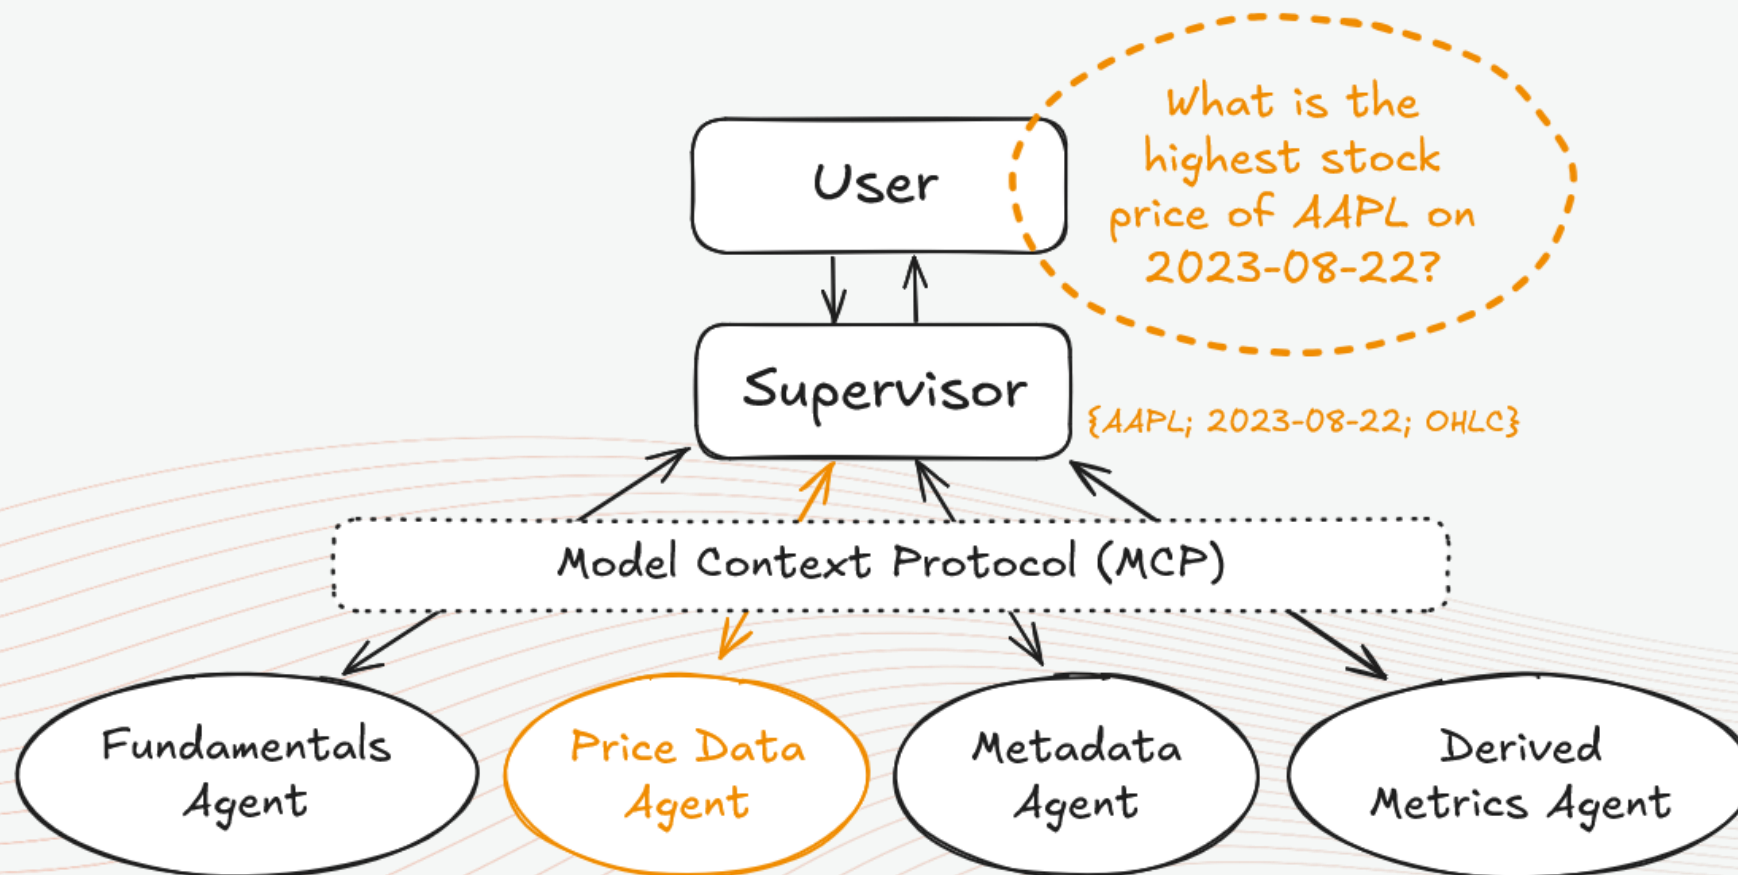 What is the
highest stock
price of AAPL on
2023-08-22?
User
Supervisor
{AAPL; 2023-08-22; OHLC}
Model Context Protocol (MCP)
Fundamentals
Agent
Price Data
Agent
Metadata
Agent
Derived
Metrics Agent